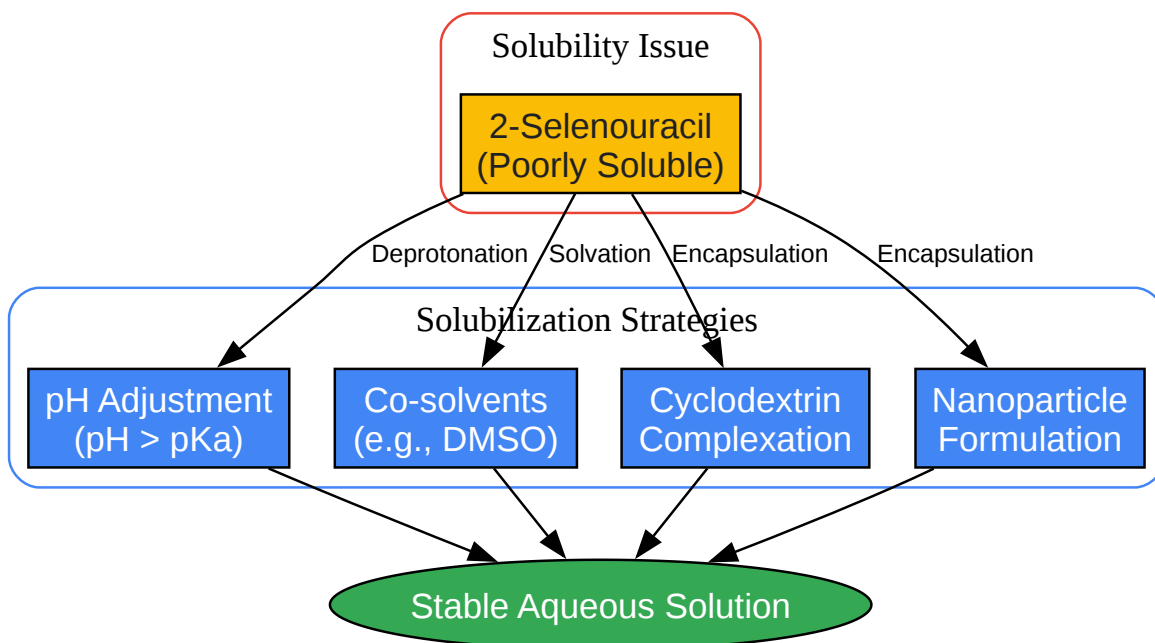 Solubility Issue
2-Selenouracil
(Poorly Soluble)
Deprotonation
Solvation
Encapsulation
Encapsulation
Solubilization Strategies
pH Adjustment
(pH > pKa)
Co-solvents
(e.g., DMSO)
Cyclodextrin
Complexation
Nanoparticle
Formulation
Stable Aqueous Solution